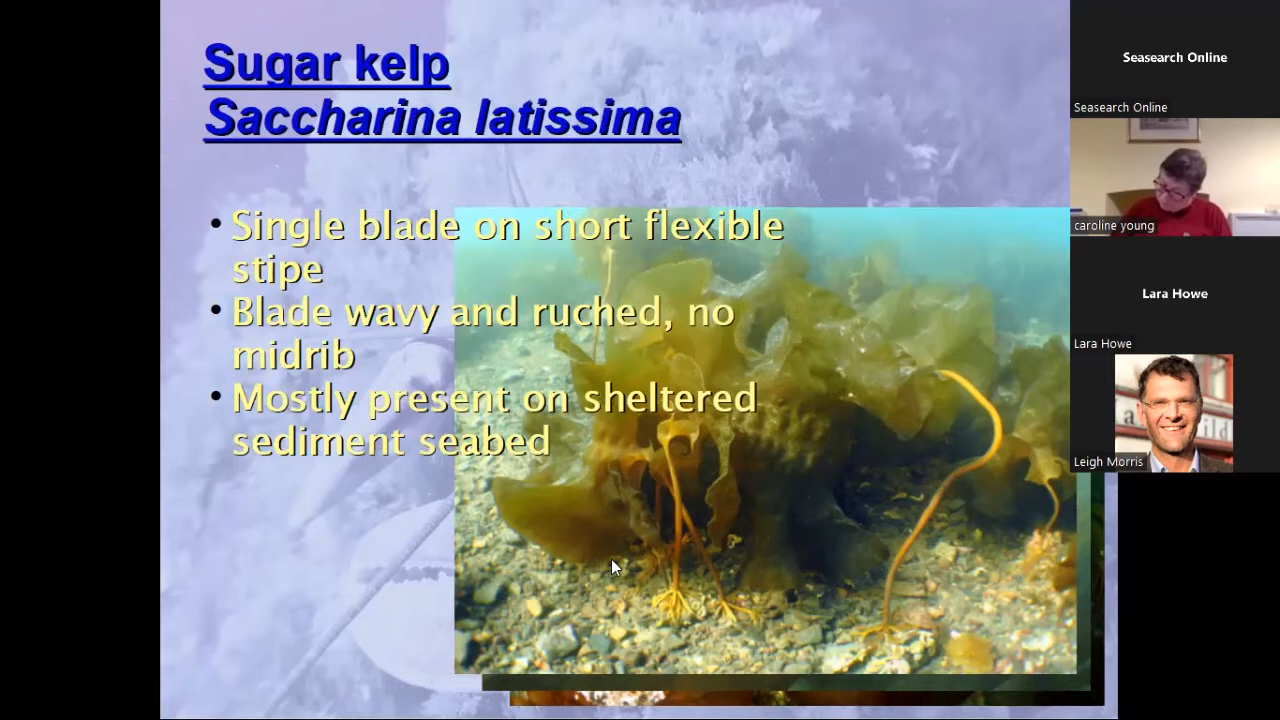 Sugar kelp
Saccharina latissima
• Single blade on short flexible
stipe
• Blade wavy and ruched, no
midrib
• Mostly present on sheltered
sediment seabed
Seasearch Online
Seasearch Online
caroline young
Lara Howe
Lara Howe
Leigh Morris